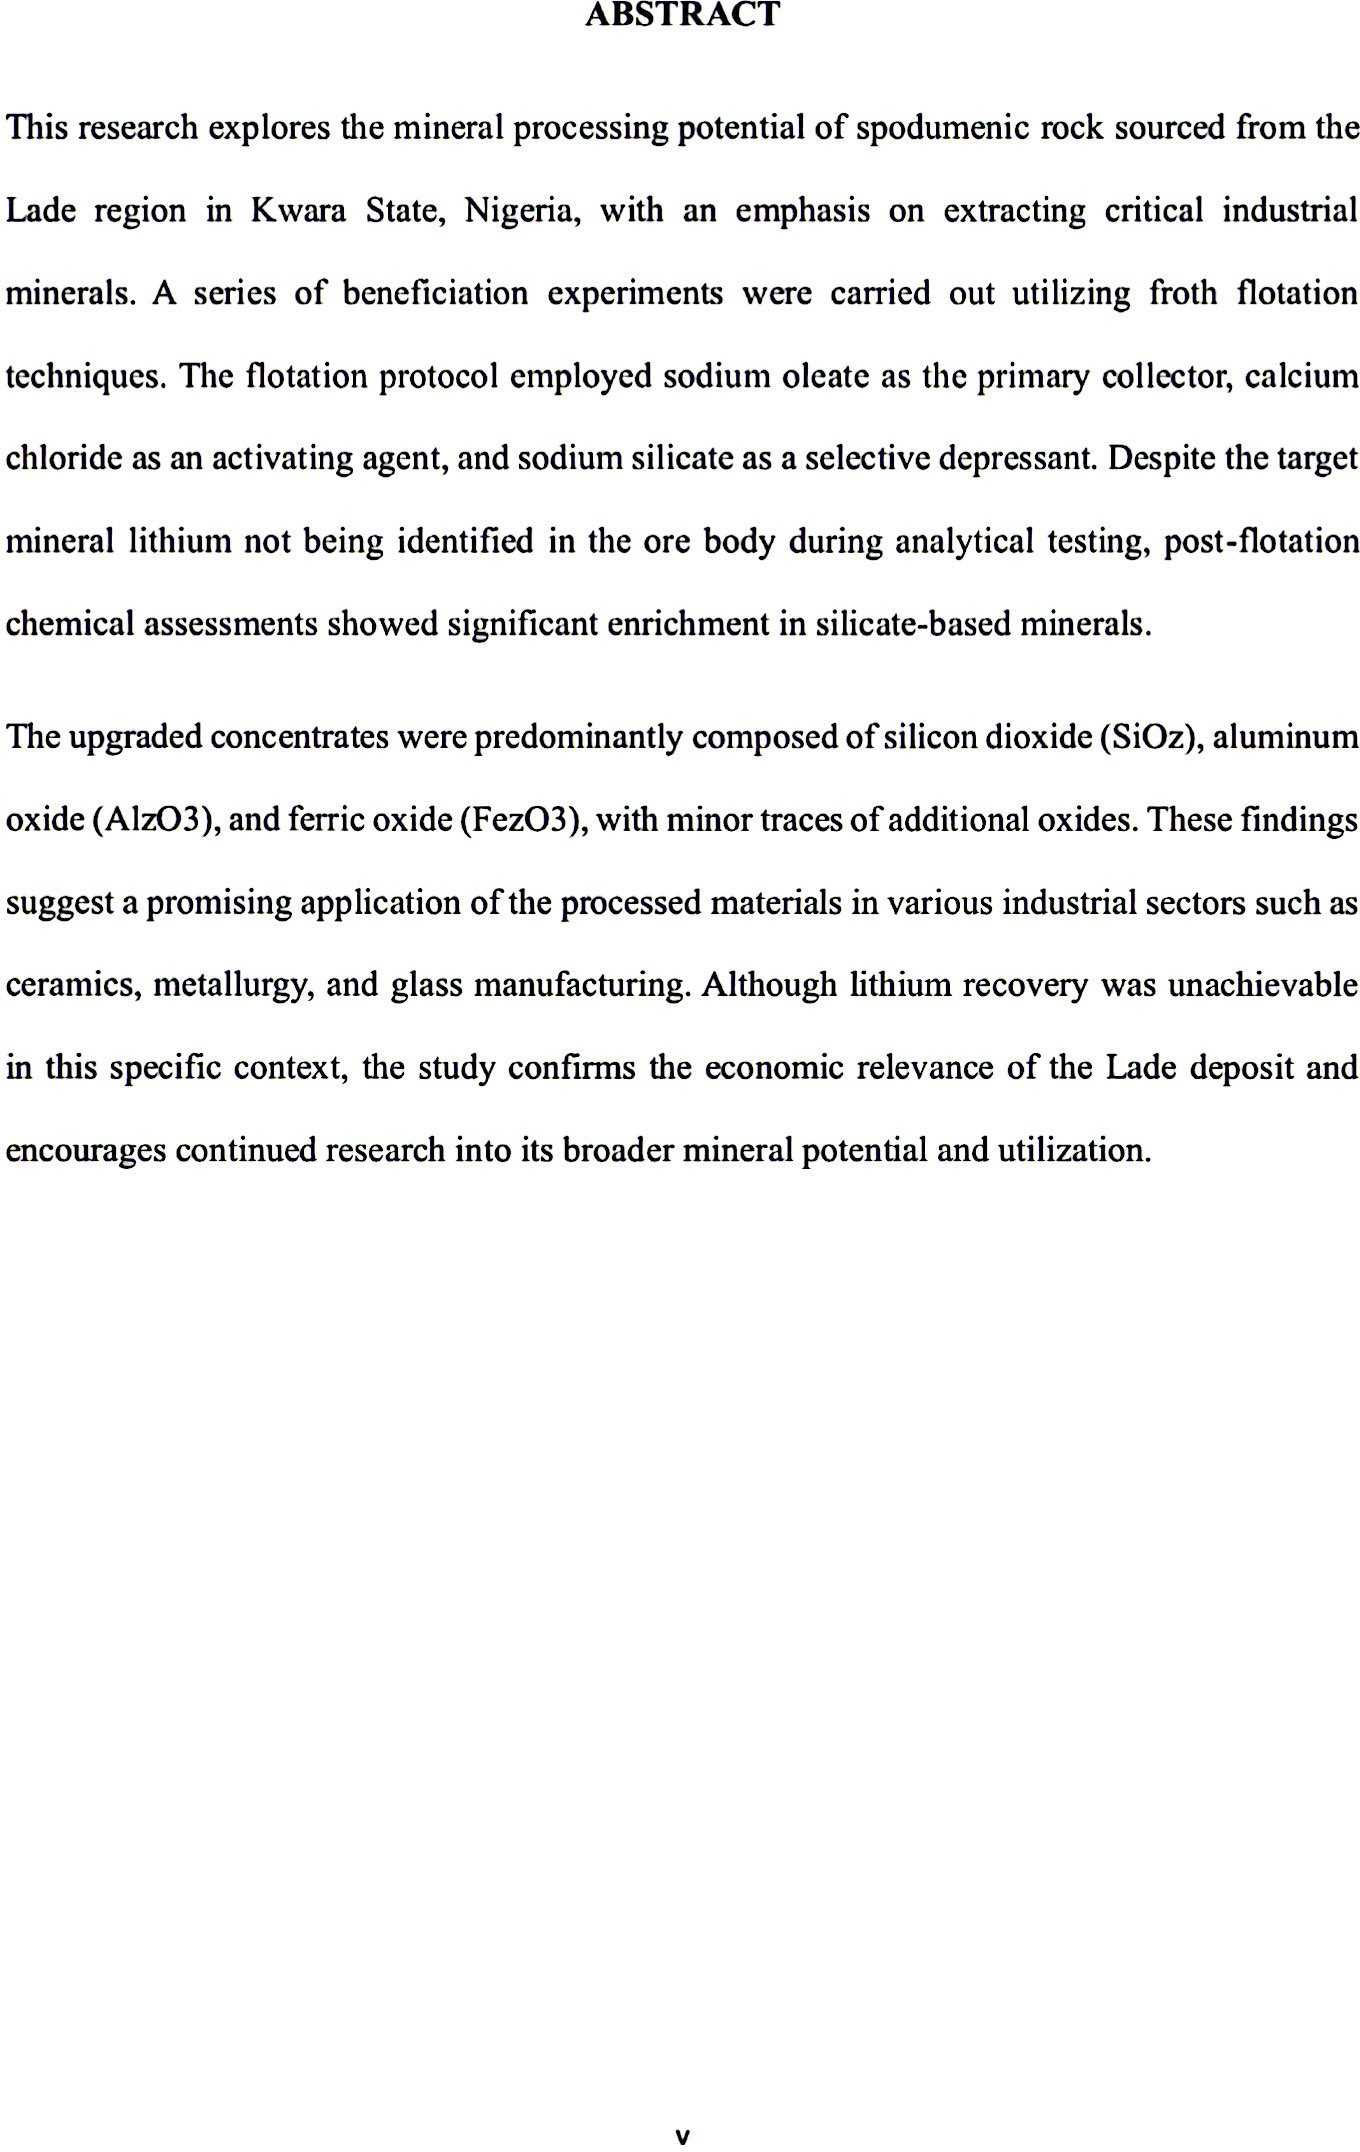 ABSTRACT
This research explores the mineral processing potential of spodumenic rock sourced from the
Lade region in Kwara State, Nigeria, with an emphasis on extracting critical industrial
minerals. A series of beneficiation experiments were carried out utilizing froth flotation
techniques. The flotation protocol employed sodium oleate as the primary collector, calcium
chloride as an activating agent, and sodium silicate as a selective depressant. Despite the target
mineral lithium not being identified in the ore body during analytical testing, post-flotation
chemical assessments showed significant enrichment in silicate-based minerals.
The upgraded concentrates were predominantly composed of silicon dioxide (SiOz), aluminum
oxide (AlzO3), and ferric oxide (FezO3), with minor traces of additional oxides. These findings
suggest a promising application of the processed materials in various industrial sectors such as
ceramics, metallurgy, and glass manufacturing. Although lithium recovery was unachievable
in this specific context, the study confirms the economic relevance of the Lade deposit and
encourages continued research into its broader mineral potential and utilization.
v